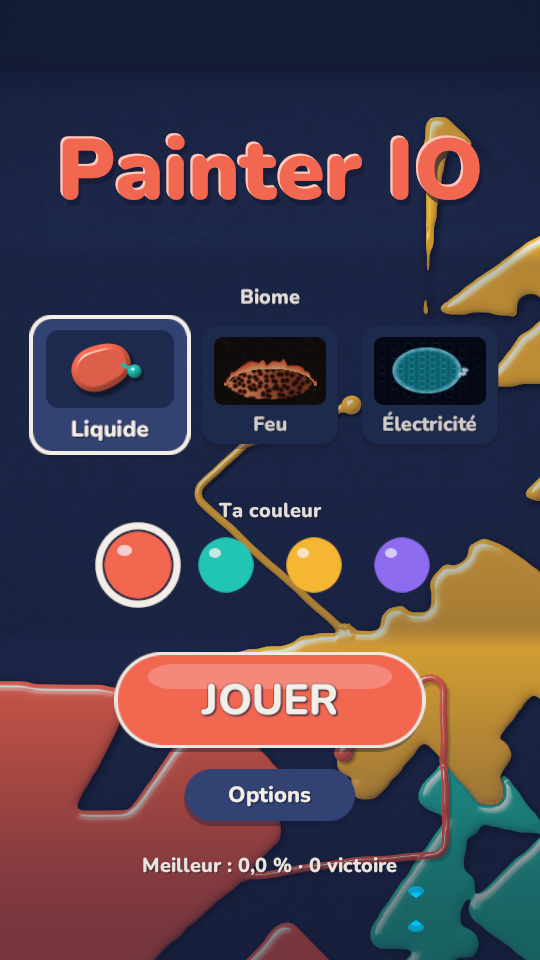 Painter IO
Biome
Liquide
Feu
Électricité
Ta couleur
JOUER
Options
Meilleur : 0,0 % · 0 victoire